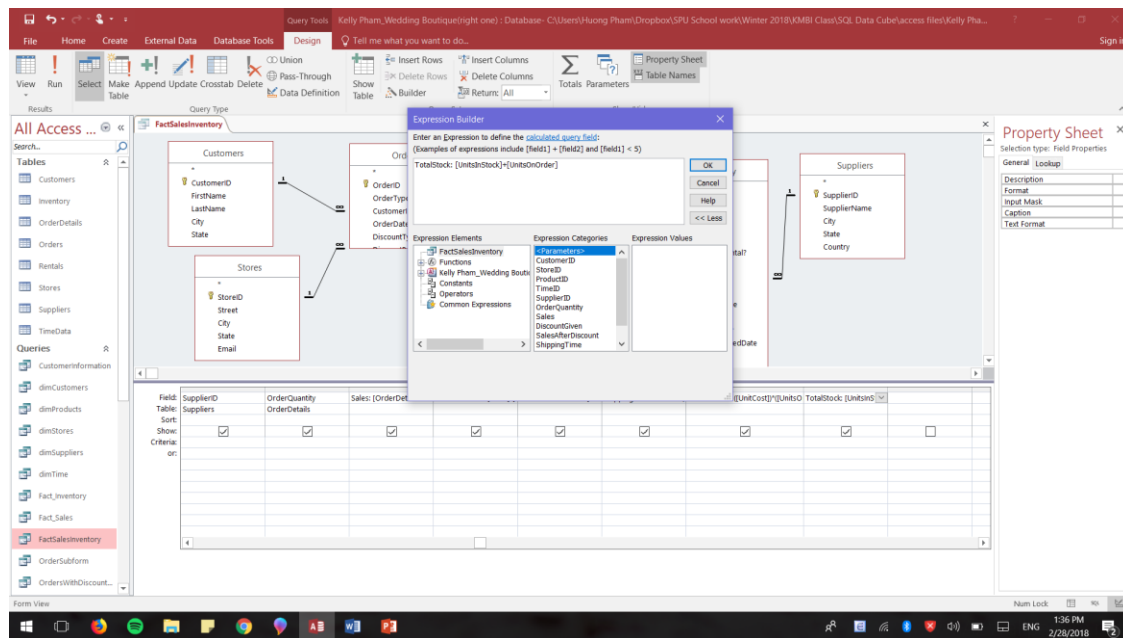 Query Tools Kelly Pham_Wedding Boutique(right one) : Database- C:\Users\Huong Pham\Dropbox\SPU School work\Winter 2018\KMBI Class\SQL Data Cube\access files\Kelly Pha...
File Home Create External Data Database Tools Design Tell me what you want to do... Sign in
View Run Select Make Table Append Update Crosstab Delete
Union
Pass-Through
Data Definition
Show Table
Insert Rows
Delete Rows
Builder
Insert Columns
Delete Columns
Return: All
Totals Parameters
Property Sheet
Table Names
Results Query Type
All Access ...
Search...
Tables
Customers
Inventory
OrderDetails
Orders
Rentals
Stores
Suppliers
TimeData
Queries
CustomerInformation
dimCustomers
dimProducts
dimStores
dimSuppliers
dimTime
Fact_Inventory
Fact_Sales
FactSalesInventory
OrderSubform
OrdersWithDiscount...
FactSalesInventory
Customers
*
CustomerID
FirstName
LastName
City
State
Stores
*
StoreID
Street
City
State
Email
Ord
*
OrderID
OrderType
CustomerI
OrderDate
DiscountTy
Expression Builder
Enter an Expression to define the calculated query field:
(Examples of expressions include [field1] + [field2] and [field1] < 5)
TotalStock: [UnitsInStock]+[UnitsOnOrder]
OK
Cancel
Help
<< Less
Expression Elements
FactSalesInventory
Functions
Kelly Pham_Wedding Bouti
Constants
Operators
Common Expressions
Expression Categories
<Parameters>
CustomerID
StoreID
ProductID
TimeID
SupplierID
OrderQuantity
Sales
DiscountGiven
SalesAfterDiscount
ShippingTime
Expression Values
y
tal?
e
edDate
Suppliers
*
SupplierID
SupplierName
City
State
Country
Property Sheet
Selection type: Field Properties
General Lookup
Description
Format
Input Mask
Caption
Text Format
Field: SupplierID OrderQuantity Sales: [OrderDet [UnitCost])*([UnitsO TotalStock: [UnitsInS
Table: Suppliers OrderDetails
Sort:
Show:
Criteria:
or:
Form View Num Lock
ENG 1:36 PM
2/28/2018